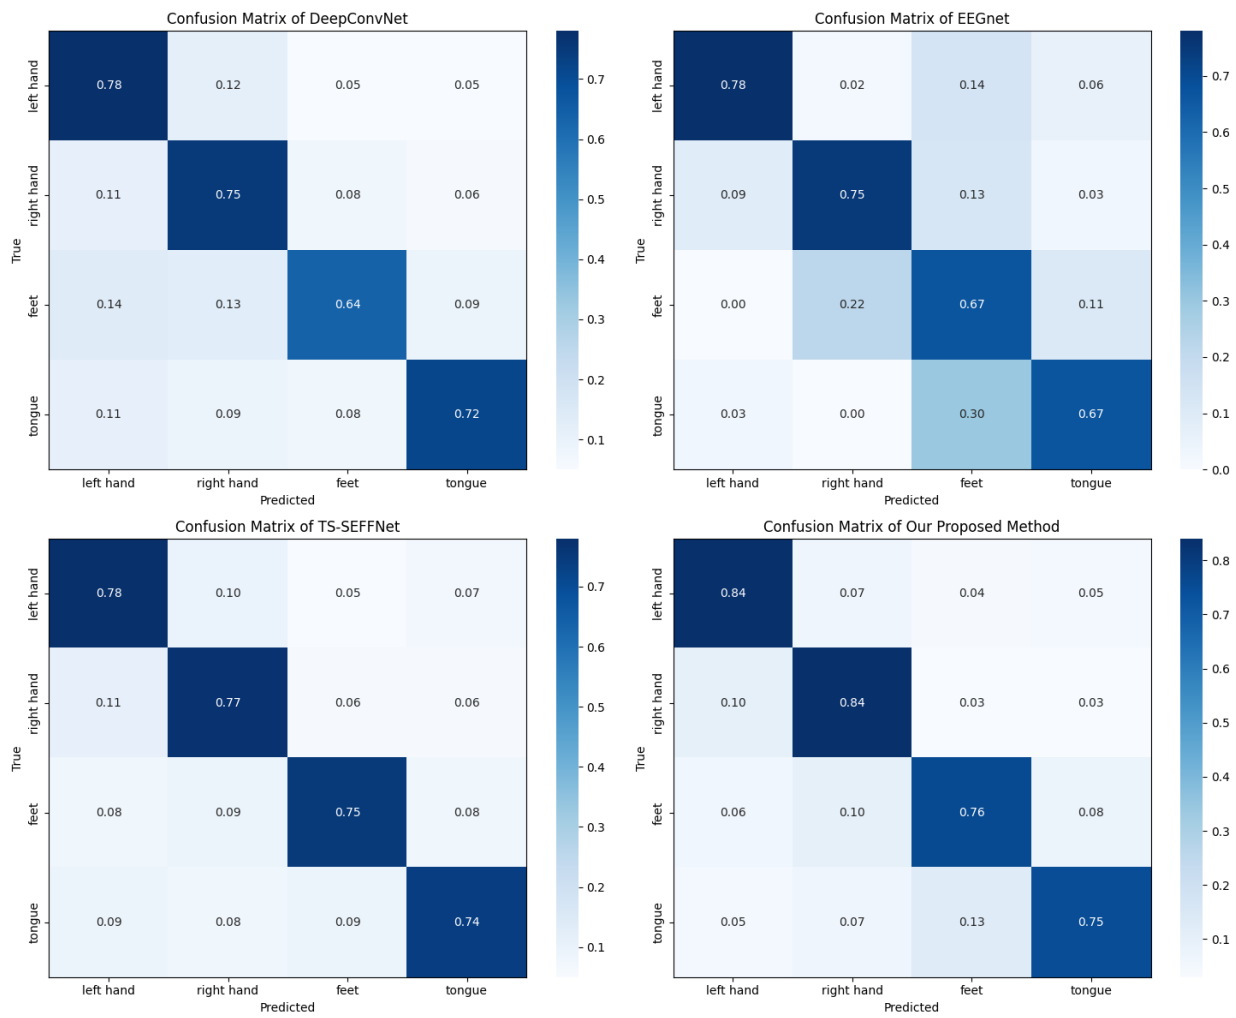 Confusion Matrix of DeepConvNet
True
left hand
0.78 0.12 0.05 0.05
right hand
0.11 0.75 0.08 0.06
feet
0.14 0.13 0.64 0.09
tongue
0.11 0.09 0.08 0.72
left hand right hand feet tongue
Predicted
0.7
0.6
0.5
0.4
0.3
0.2
0.1
Confusion Matrix of EEGnet
True
left hand
0.78 0.02 0.14 0.06
right hand
0.09 0.75 0.13 0.03
feet
0.00 0.22 0.67 0.11
tongue
0.03 0.00 0.30 0.67
left hand right hand feet tongue
Predicted
0.7
0.6
0.5
0.4
0.3
0.2
0.1
0.0
Confusion Matrix of TS-SEFFNet
True
left hand
0.78 0.10 0.05 0.07
right hand
0.11 0.77 0.06 0.06
feet
0.08 0.09 0.75 0.08
tongue
0.09 0.08 0.09 0.74
left hand right hand feet tongue
Predicted
0.7
0.6
0.5
0.4
0.3
0.2
0.1
Confusion Matrix of Our Proposed Method
True
left hand
0.84 0.07 0.04 0.05
right hand
0.10 0.84 0.03 0.03
feet
0.06 0.10 0.76 0.08
tongue
0.05 0.07 0.13 0.75
left hand right hand feet tongue
Predicted
0.8
0.7
0.6
0.5
0.4
0.3
0.2
0.1